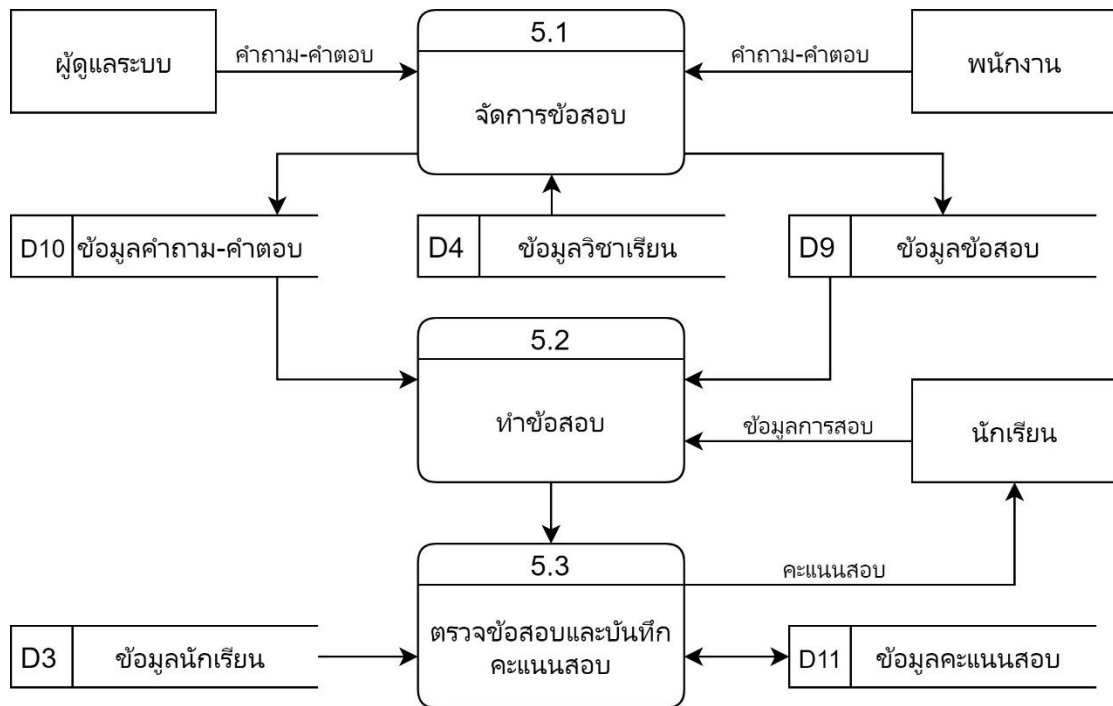 5.1
ผู้ดูแลระบบ
คำถาม-คำตอบ
คำถาม-คำตอบ
พนักงาน
จัดการข้อสอบ
D10
ข้อมูลคำถาม-คำตอบ
D4
ข้อมูลวิชาเรียน
D9
ข้อมูลข้อสอบ
5.2
ทำข้อสอบ
ข้อมูลการสอบ
นักเรียน
5.3
คะแนนสอบ
ตรวจข้อสอบและบันทึก
คะแนนสอบ
D3
ข้อมูลนักเรียน
D11
ข้อมูลคะแนนสอบ